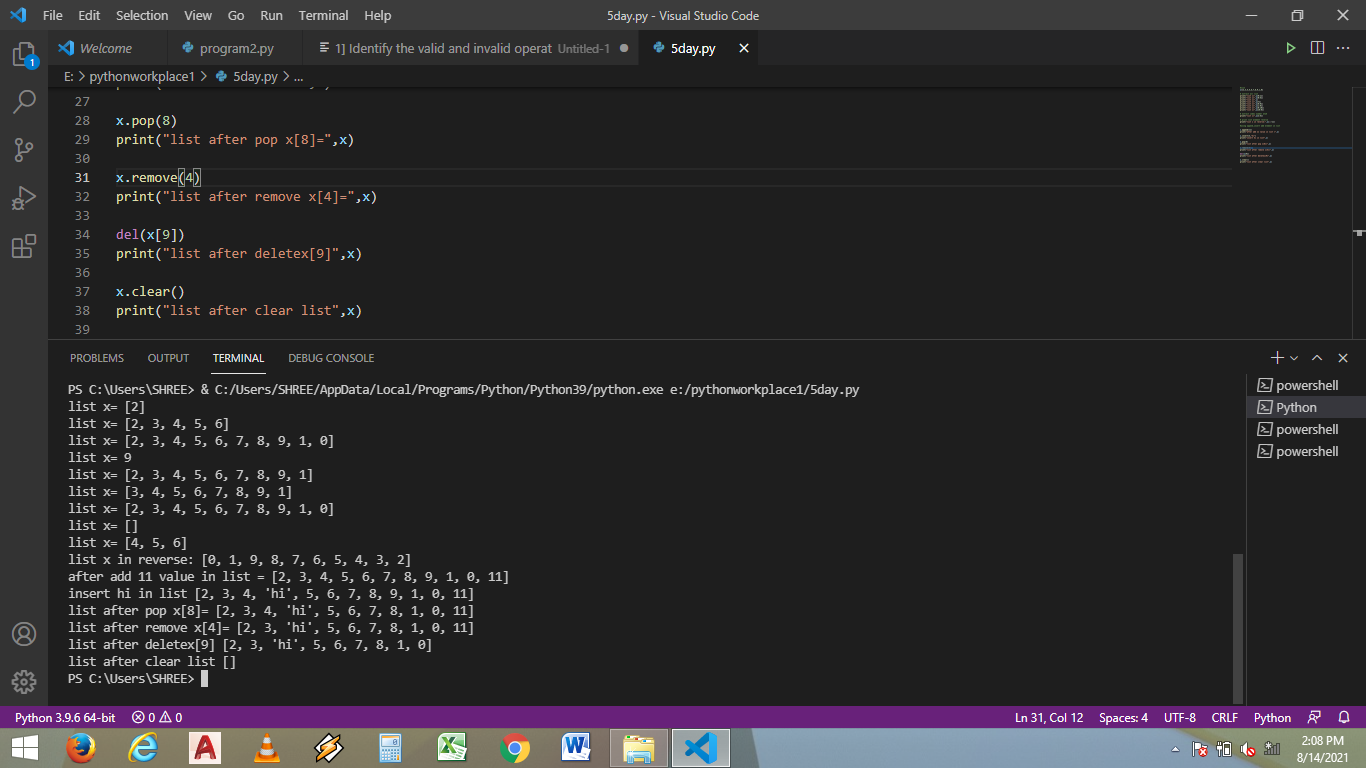 File Edit Selection View Go Run Terminal Help 5day.py - Visual Studio Code
Welcome program2.py 1] Identify the valid and invalid operat Untitled-1 5day.py
E: > pythonworkplace1 > 5day.py > ...
27
28 x.pop(8)
29 print("list after pop x[8]=",x)
30
31 x.remove(4)
32 print("list after remove x[4]=",x)
33
34 del(x[9])
35 print("list after deletex[9]",x)
36
37 x.clear()
38 print("list after clear list",x)
39
PROBLEMS OUTPUT TERMINAL DEBUG CONSOLE
PS C:\Users\SHREE> & C:/Users/SHREE/AppData/Local/Programs/Python/Python39/python.exe e:/pythonworkplace1/5day.py
list x= [2]
list x= [2, 3, 4, 5, 6]
list x= [2, 3, 4, 5, 6, 7, 8, 9, 1, 0]
list x= 9
list x= [2, 3, 4, 5, 6, 7, 8, 9, 1]
list x= [3, 4, 5, 6, 7, 8, 9, 1]
list x= [2, 3, 4, 5, 6, 7, 8, 9, 1, 0]
list x= []
list x= [4, 5, 6]
list x in reverse: [0, 1, 9, 8, 7, 6, 5, 4, 3, 2]
after add 11 value in list = [2, 3, 4, 5, 6, 7, 8, 9, 1, 0, 11]
insert hi in list [2, 3, 4, 'hi', 5, 6, 7, 8, 9, 1, 0, 11]
list after pop x[8]= [2, 3, 4, 'hi', 5, 6, 7, 8, 1, 0, 11]
list after remove x[4]= [2, 3, 'hi', 5, 6, 7, 8, 1, 0, 11]
list after deletex[9] [2, 3, 'hi', 5, 6, 7, 8, 1, 0]
list after clear list []
PS C:\Users\SHREE>
powershell
Python
powershell
powershell
1
Python 3.9.6 64-bit 0 0 Ln 31, Col 12 Spaces: 4 UTF-8 CRLF Python
2:08 PM
8/14/2021